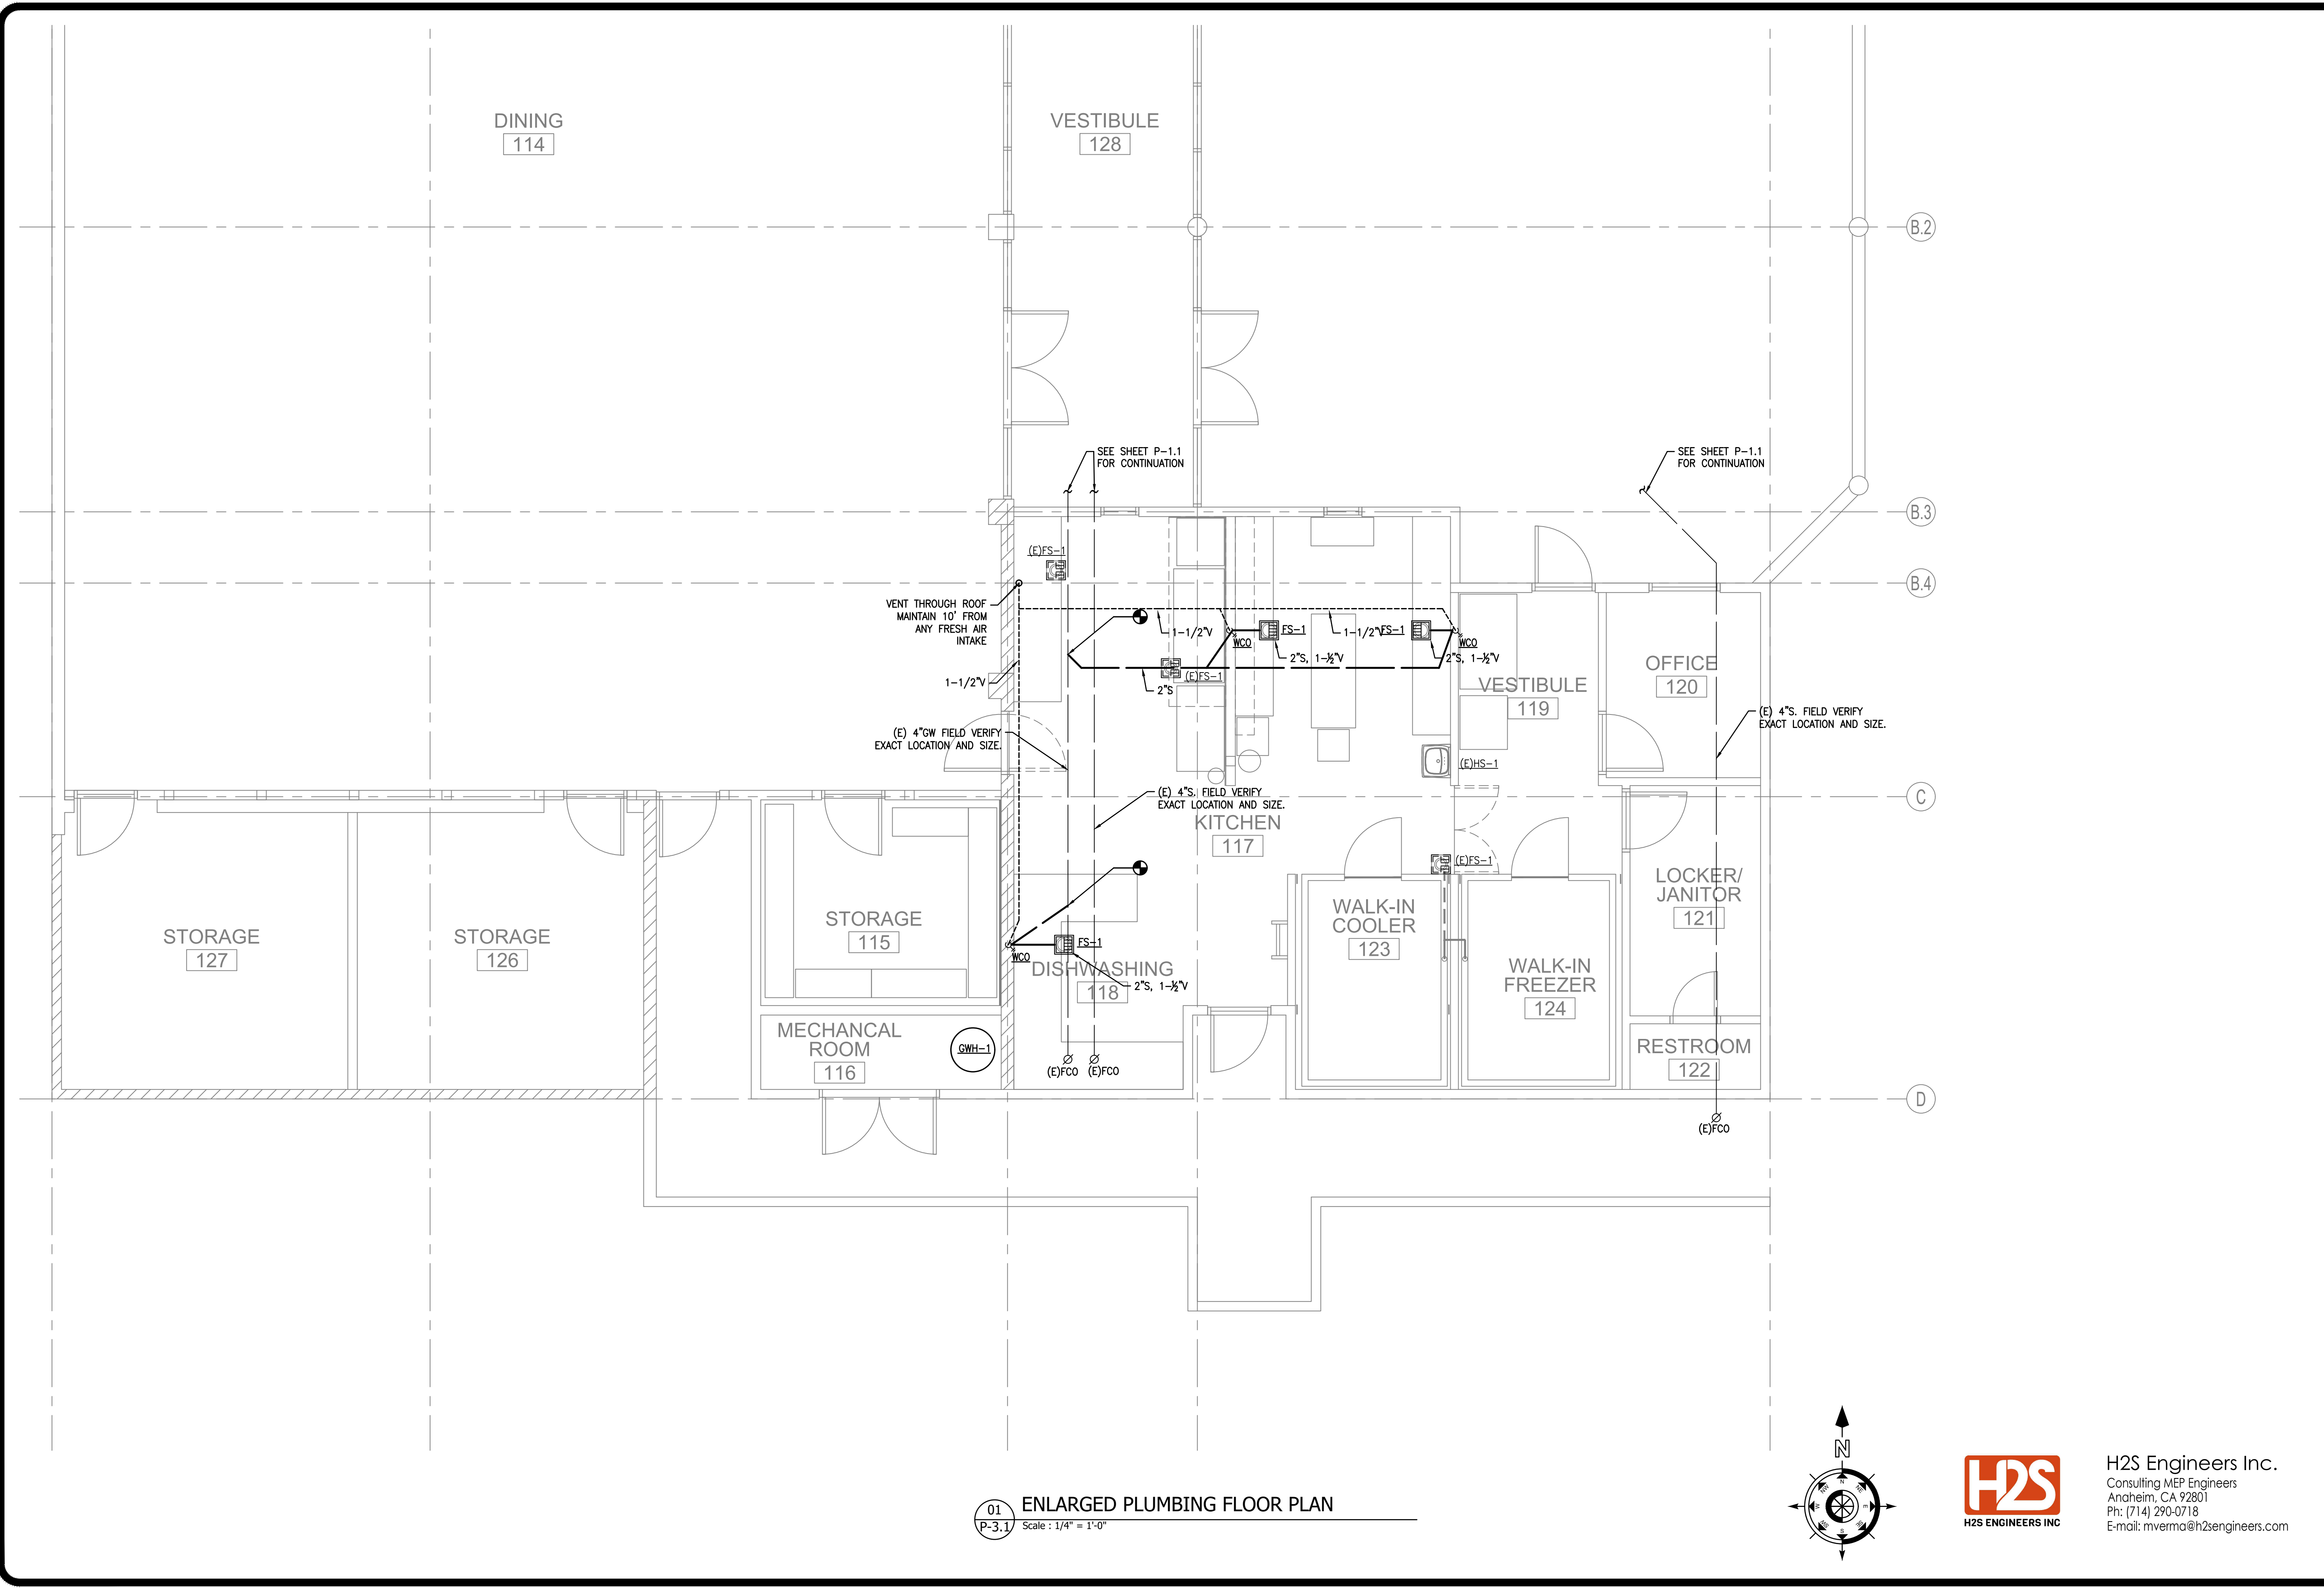 DINING
114
VESTIBULE
128
B.2
SEE SHEET P-1.1
FOR CONTINUATION
SEE SHEET P-1.1
FOR CONTINUATION
B.3
(E)FS-1
B.4
VENT THROUGH ROOF
MAINTAIN 10' FROM
ANY FRESH AIR
INTAKE
1-1/2"V
WCO
FS-1
2"S, 1-½"V
1-1/2"V
FS-1
WCO
2"S, 1-½"V
1-1/2"V
(E)FS-1
2"S
OFFICE
120
VESTIBULE
119
(E) 4"S. FIELD VERIFY
EXACT LOCATION AND SIZE.
(E) 4"GW FIELD VERIFY
EXACT LOCATION AND SIZE.
(E)HS-1
(E) 4"S. FIELD VERIFY
EXACT LOCATION AND SIZE.
C
KITCHEN
117
(E)FS-1
STORAGE
127
STORAGE
126
STORAGE
115
WCO
FS-1
DISHWASHING
118
2"S, 1-½"V
WALK-IN
COOLER
123
WALK-IN
FREEZER
124
LOCKER/
JANITOR
121
MECHANCAL
ROOM
116
GWH-1
(E)FCO
(E)FCO
RESTROOM
122
D
(E)FCO
01
P-3.1
ENLARGED PLUMBING FLOOR PLAN
Scale : 1/4" = 1'-0"
N
N
NE
E
SE
S
SW
W
NW
H2S
H2S ENGINEERS INC
H2S Engineers Inc.
Consulting MEP Engineers
Anaheim, CA 92801
Ph: (714) 290-0718
E-mail: mverma@h2sengineers.com